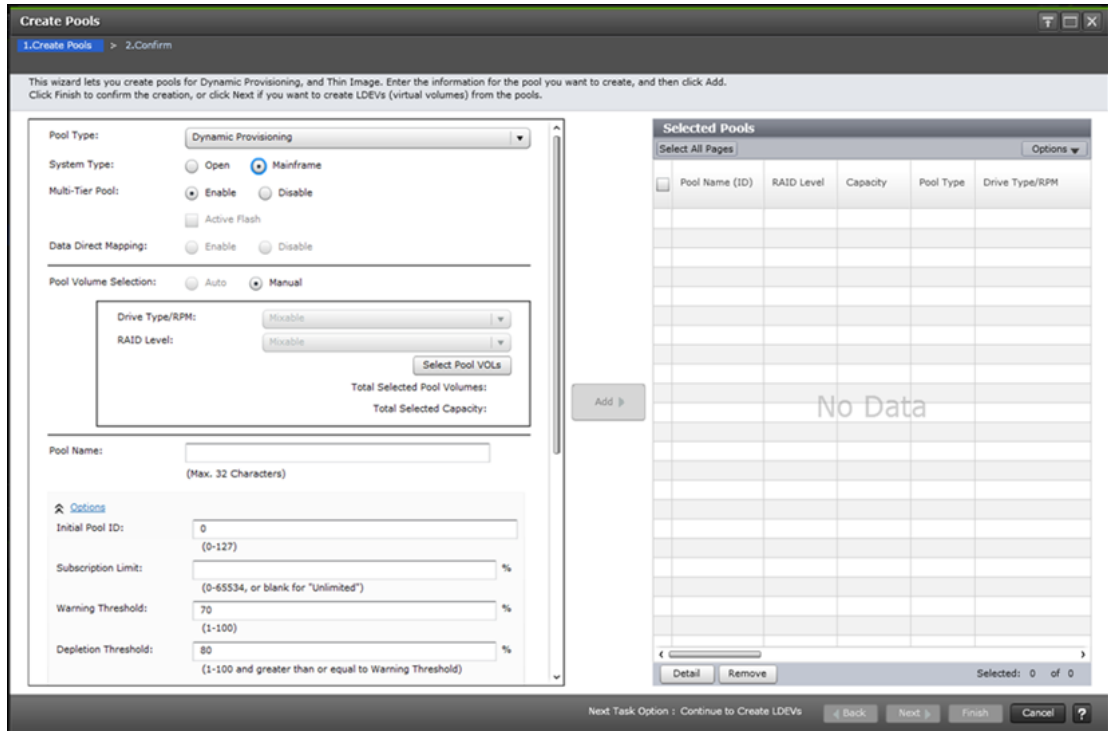 Create Pools
1.Create Pools > 2.Confirm
This wizard lets you create pools for Dynamic Provisioning, and Thin Image. Enter the information for the pool you want to create, and then click Add.
Click Finish to confirm the creation, or click Next if you want to create LDEVs (virtual volumes) from the pools.
Pool Type: Dynamic Provisioning
System Type: Open Mainframe
Multi-Tier Pool: Enable Disable
Active Flash
Data Direct Mapping: Enable Disable
Pool Volume Selection: Auto Manual
Drive Type/RPM: Mixable
RAID Level: Mixable
Select Pool VOLs
Total Selected Pool Volumes:
Total Selected Capacity:
Pool Name:
(Max. 32 Characters)
Options
Initial Pool ID: 0
(0-127)
Subscription Limit: %
(0-65534, or blank for "Unlimited")
Warning Threshold: 70 %
(1-100)
Depletion Threshold: 80 %
(1-100 and greater than or equal to Warning Threshold)
Add
Selected Pools
Select All Pages Options
Pool Name (ID) RAID Level Capacity Pool Type Drive Type/RPM
No Data
Detail Remove Selected: 0 of 0
Next Task Option : Continue to Create LDEVs Back Next Finish Cancel ?